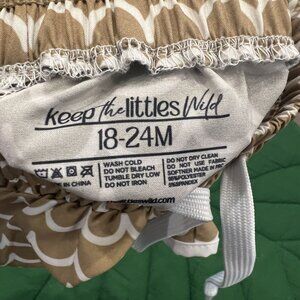 Keep the littles Wild
18-24M
WASH COLD
DO NOT BLEACH
TUMBLE DRY LOW
DO NOT IRON
DO NOT DRY CLEAN
DO NOT USE FABRIC
SOFTNER
IN CHINA
POLYESTER